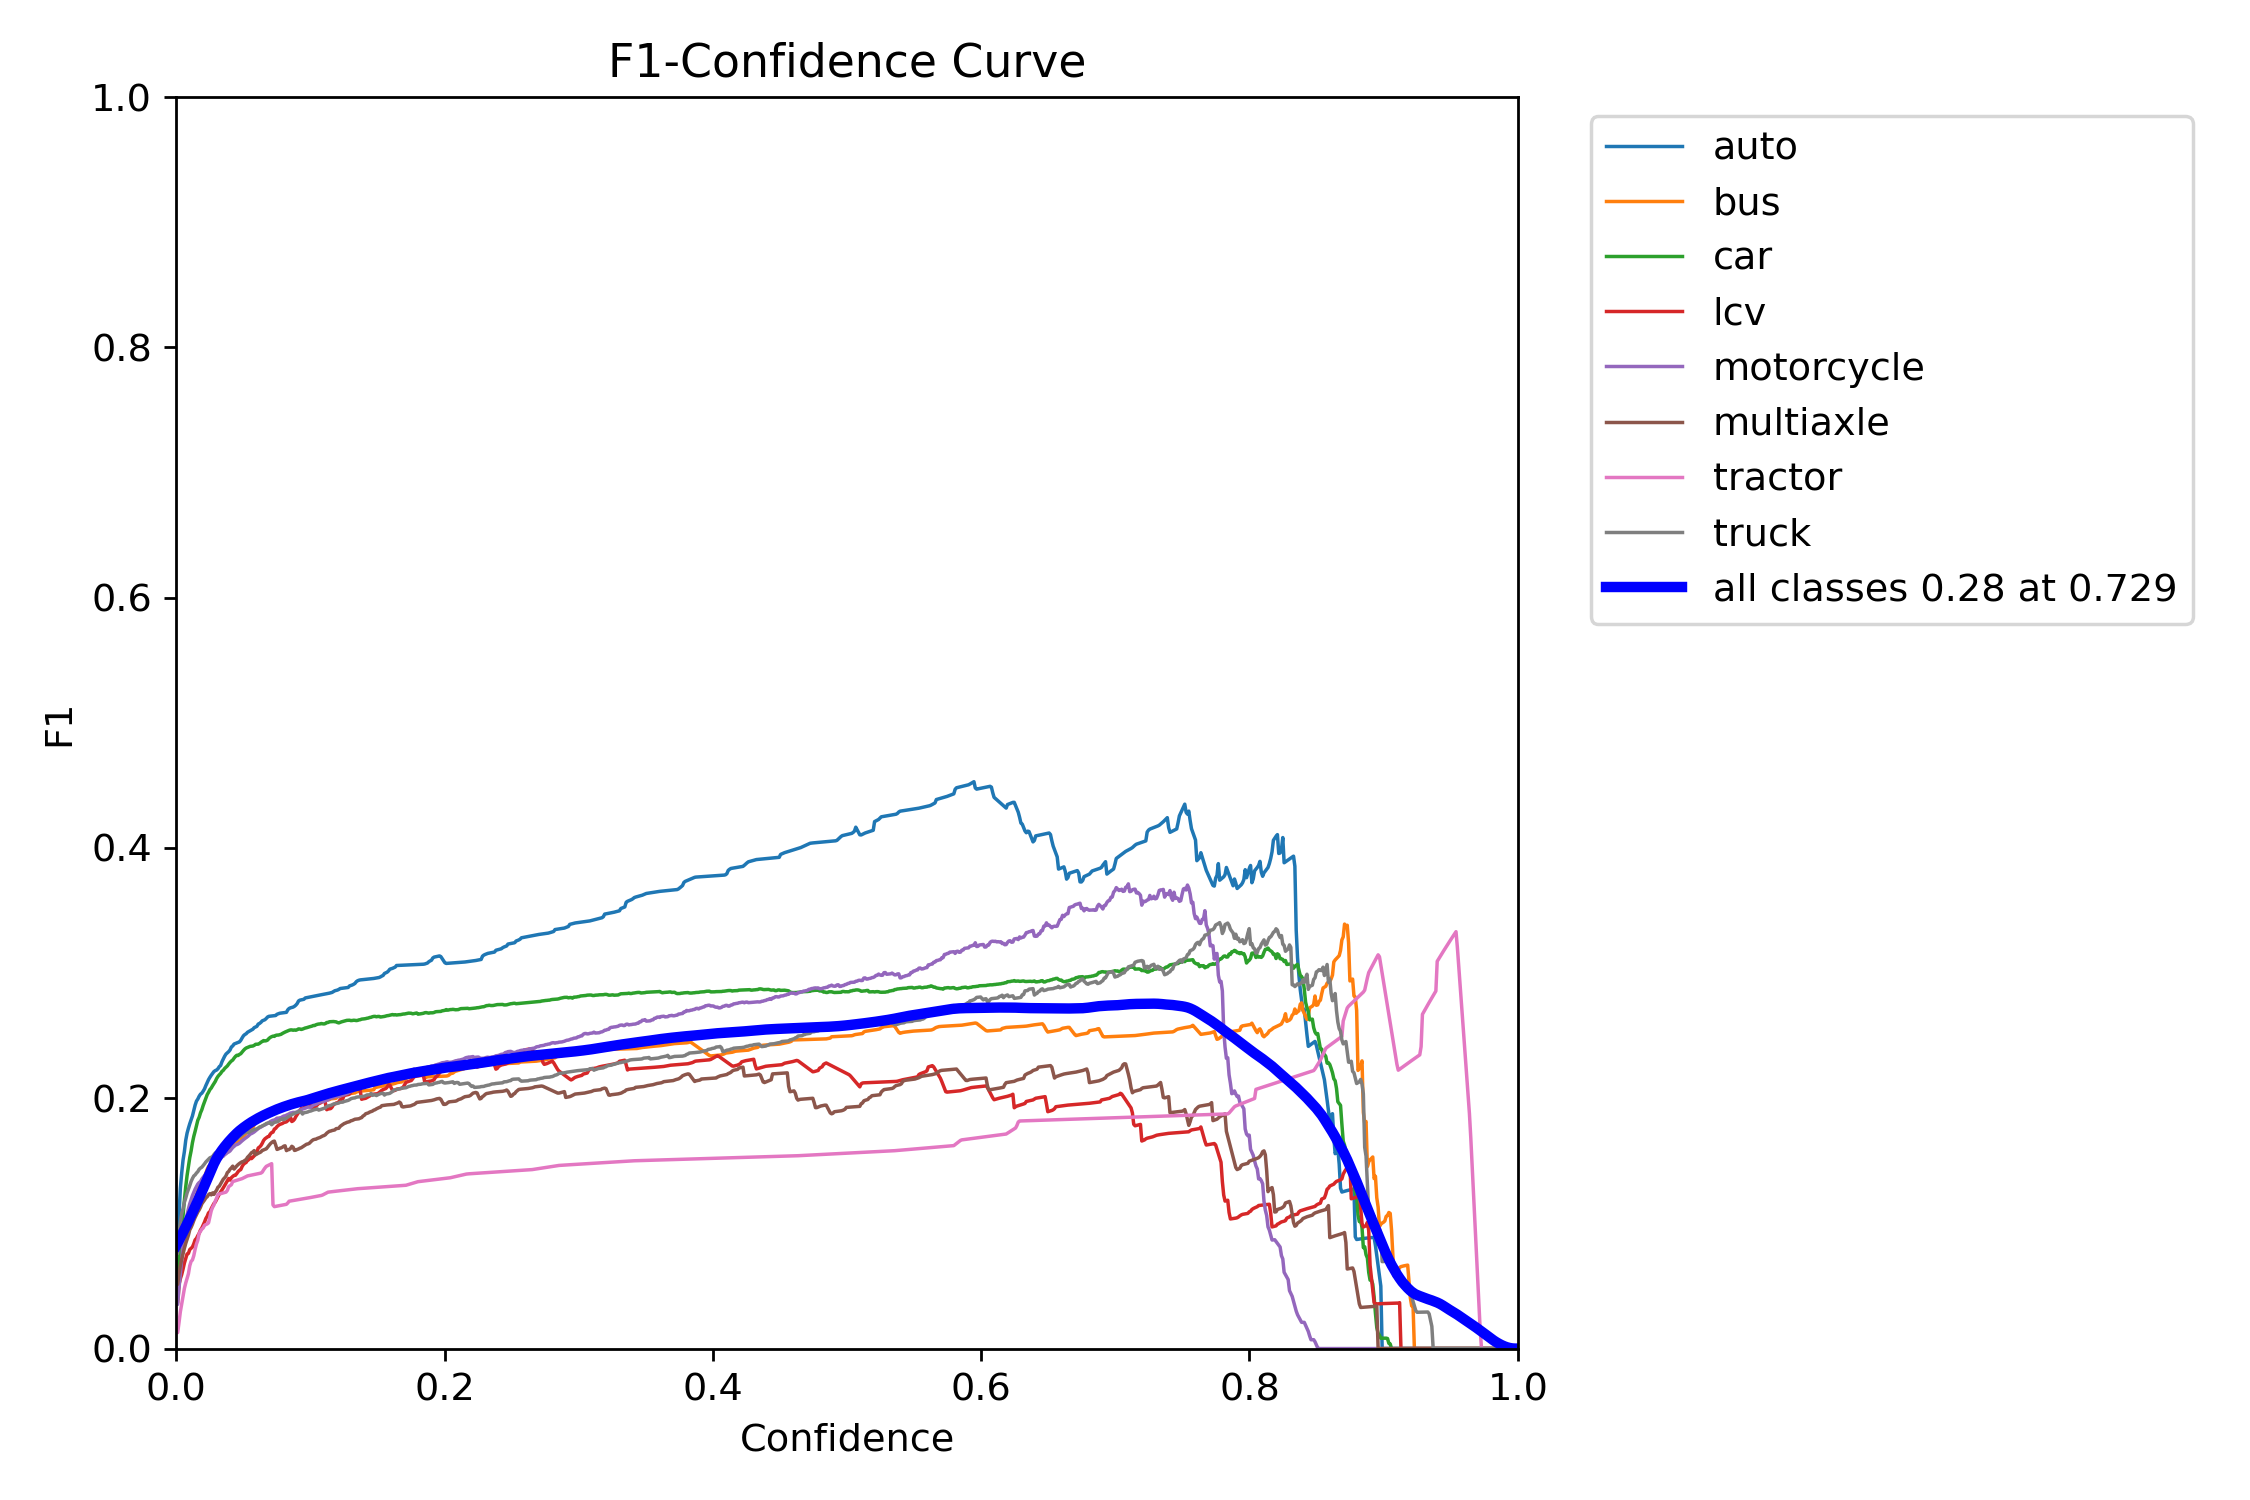 F1-Confidence Curve
1.0
0.8
0.6
0.4
0.2
0.0
F1
0.0 0.2 0.4 0.6 0.8 1.0
Confidence
auto
bus
car
lcv
motorcycle
multiaxle
tractor
truck
all classes 0.28 at 0.729